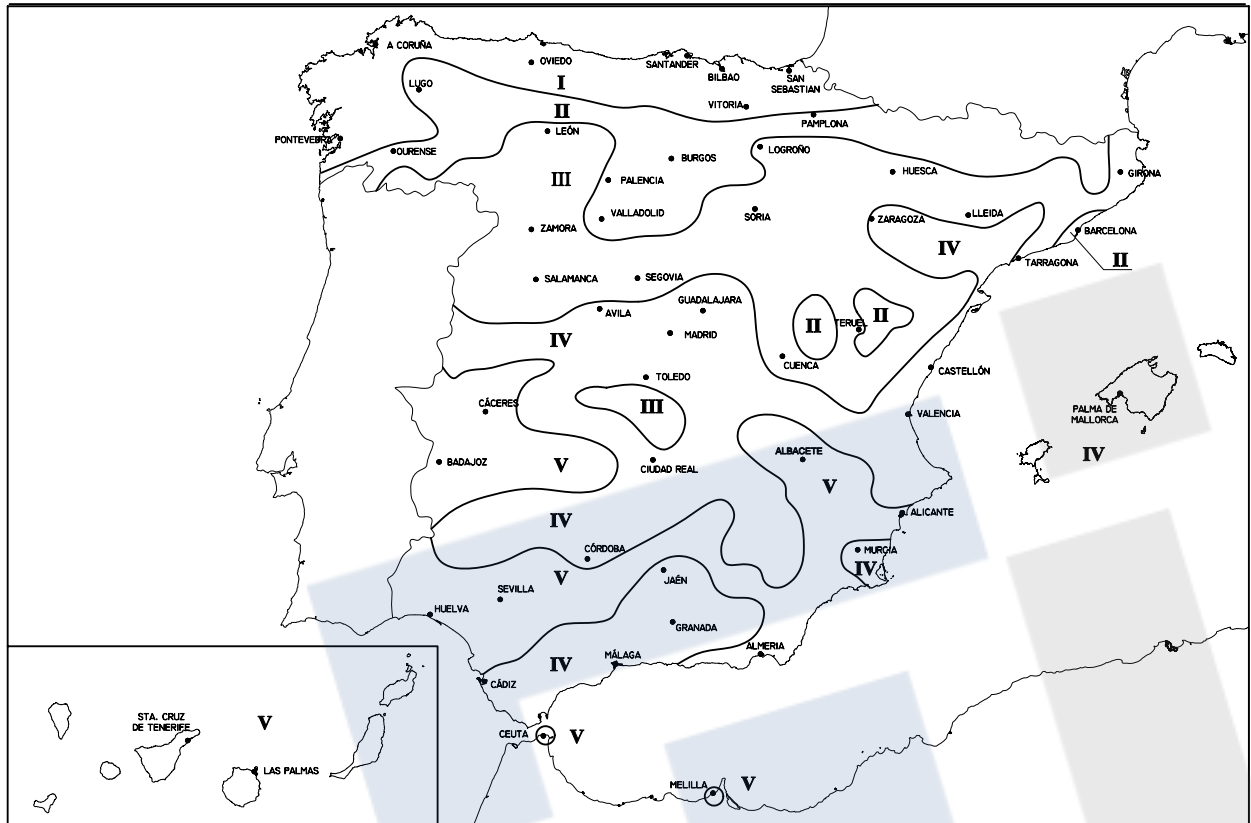 A CORUÑA
OVIEDO
SANTANDER
BILBAO
SAN
SEBASTIAN
LUGO
I
VITORIA
II
PAMPLONA
LEÓN
PONTEVEDRA
OURENSE
LOGROÑO
BURGOS
HUESCA
GIRONA
III
PALENCIA
VALLADOLID
SORIA
ZARAGOZA
LLEIDA
ZAMORA
BARCELONA
IV
TARRAGONA
II
SALAMANCA
SEGOVIA
GUADALAJARA
AVILA
II
TERUEL
II
MADRID
IV
CUENCA
CASTELLÓN
TOLEDO
CÁCERES
III
PALMA DE
MALLORCA
VALENCIA
IV
ALBACETE
BADAJOZ
V
CIUDAD REAL
V
IV
ALICANTE
CÓRDOBA
MURCIA
IV
V
JAÉN
SEVILLA
HUELVA
GRANADA
ALMERIA
MÁLAGA
IV
CÁDIZ
STA. CRUZ
DE TENERIFE
V
CEUTA
V
LAS PALMAS
MELILLA
V